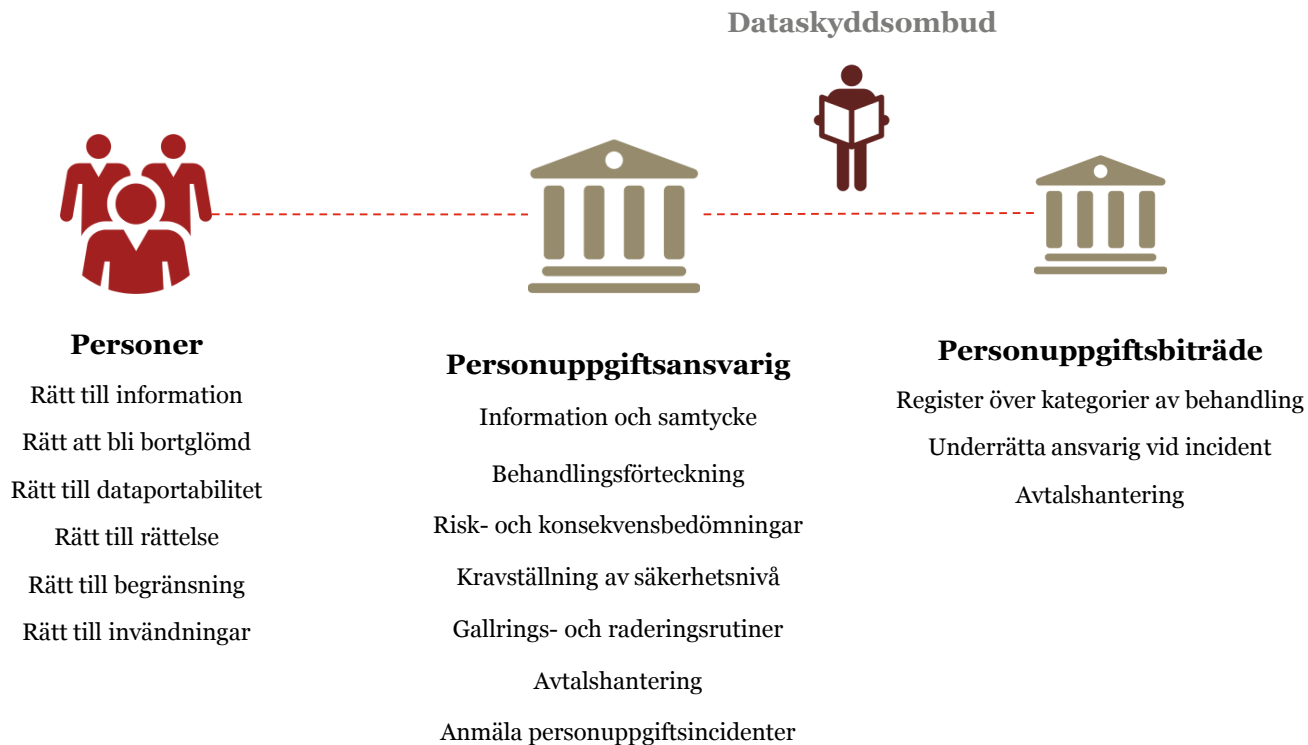 Dataskyddsombud
Personer
Rätt till information
Rätt att bli bortglömd
Rätt till dataportabilitet
Rätt till rättelse
Rätt till begränsning
Rätt till invändningar
Personuppgiftsansvarig
Information och samtycke
Behandlingsförteckning
Risk- och konsekvensbedömningar
Kravställning av säkerhetsnivå
Gallrings- och raderingsrutiner
Avtalshantering
Anmäla personuppgiftsincidenter
Personuppgiftsbiträde
Register över kategorier av behandling
Underrätta ansvarig vid incident
Avtalshantering